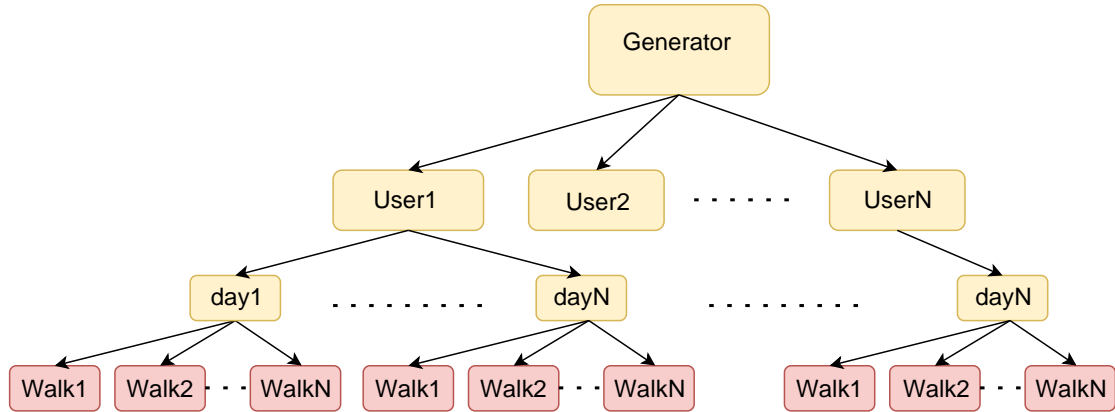 Generator
User1
User2
UserN
day1
dayN
dayN
Walk1
Walk2
WalkN
Walk1
Walk2
WalkN
Walk1
Walk2
WalkN